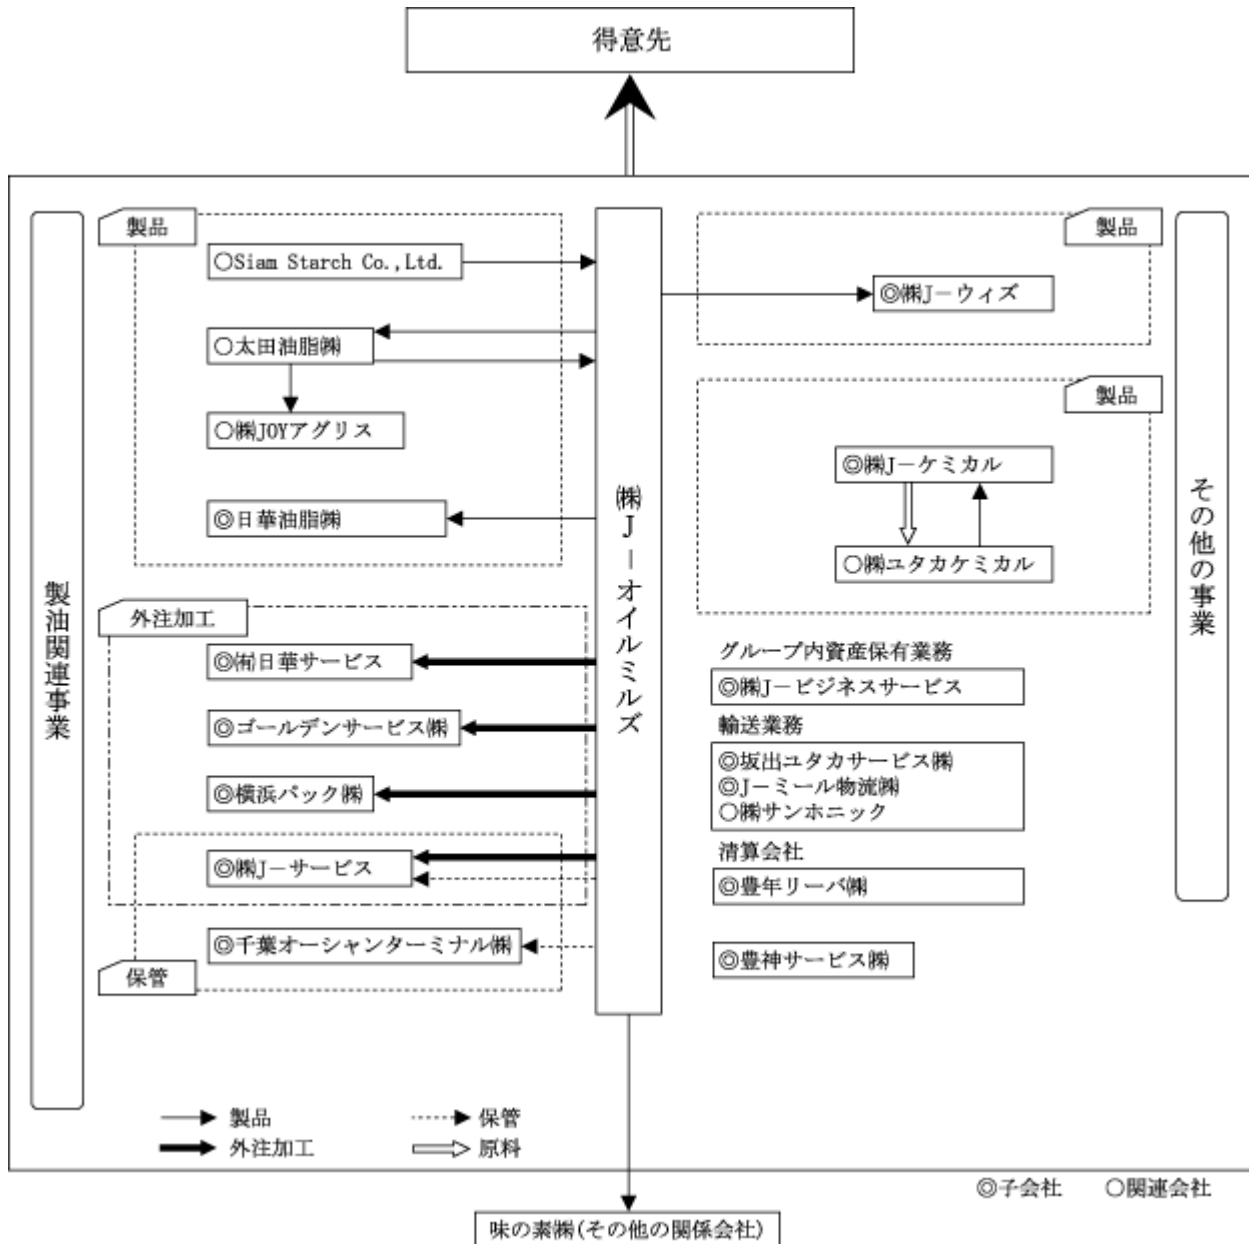 得意先
製油関連事業
製品
○Siam Starch Co.,Ltd.
○太田油脂㈱
○㈱JOYアグリス
◎日華油脂㈱
外注加工
◎㈲日華サービス
◎ゴールデンサービス㈱
◎横浜パック㈱
◎㈱J－サービス
◎千葉オーシャンターミナル㈱
保管
㈱J－オイルミルズ
製品
◎㈱J－ウィズ
製品
◎㈱J－ケミカル
○㈱ユタカケミカル
グループ内資産保有業務
◎㈱J－ビジネスサービス
輸送業務
◎坂出ユタカサービス㈱
◎J－ミール物流㈱
○㈱サンホニック
清算会社
◎豊年リーバ㈱
◎豊神サービス㈱
その他の事業
製品
保管
外注加工
原料
◎子会社　○関連会社
味の素㈱(その他の関係会社)